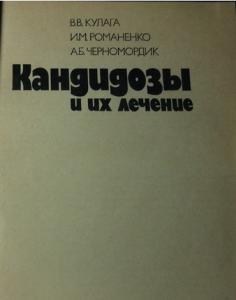 В.В. КУЛАГА
И.М. РОМАНЕНКО
А.Б. ЧЕРНОМОРДИК
Кандидозы
и их лечение